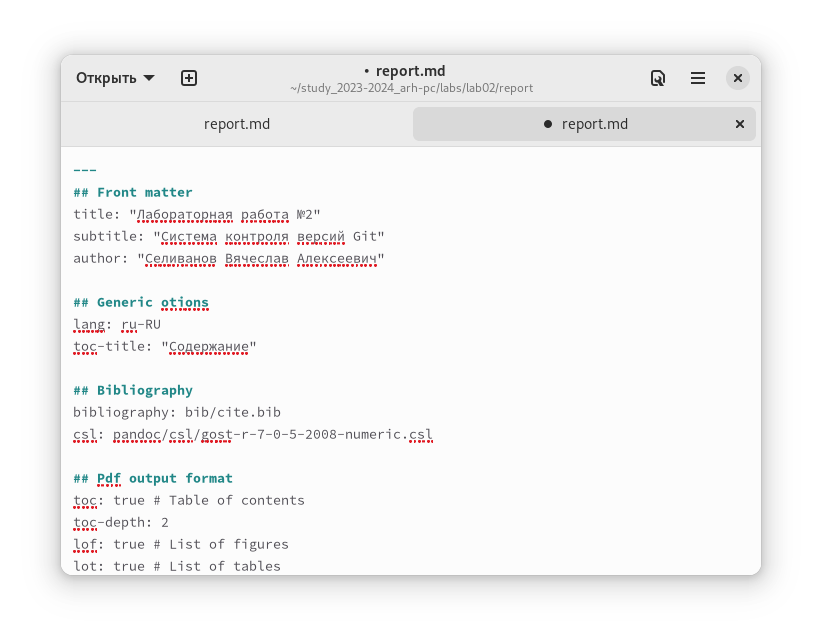 Открыть
• report.md
~/study_2023-2024_arh-pc/labs/lab02/report
report.md
● report.md
---
## Front matter
title: "Лабораторная работа №2"
subtitle: "Система контроля версий Git"
author: "Селиванов Вячеслав Алексеевич"
## Generic otions
lang: ru-RU
toc-title: "Содержание"
## Bibliography
bibliography: bib/cite.bib
csl: pandoc/csl/gost-r-7-0-5-2008-numeric.csl
## Pdf output format
toc: true # Table of contents
toc-depth: 2
lof: true # List of figures
lot: true # List of tables